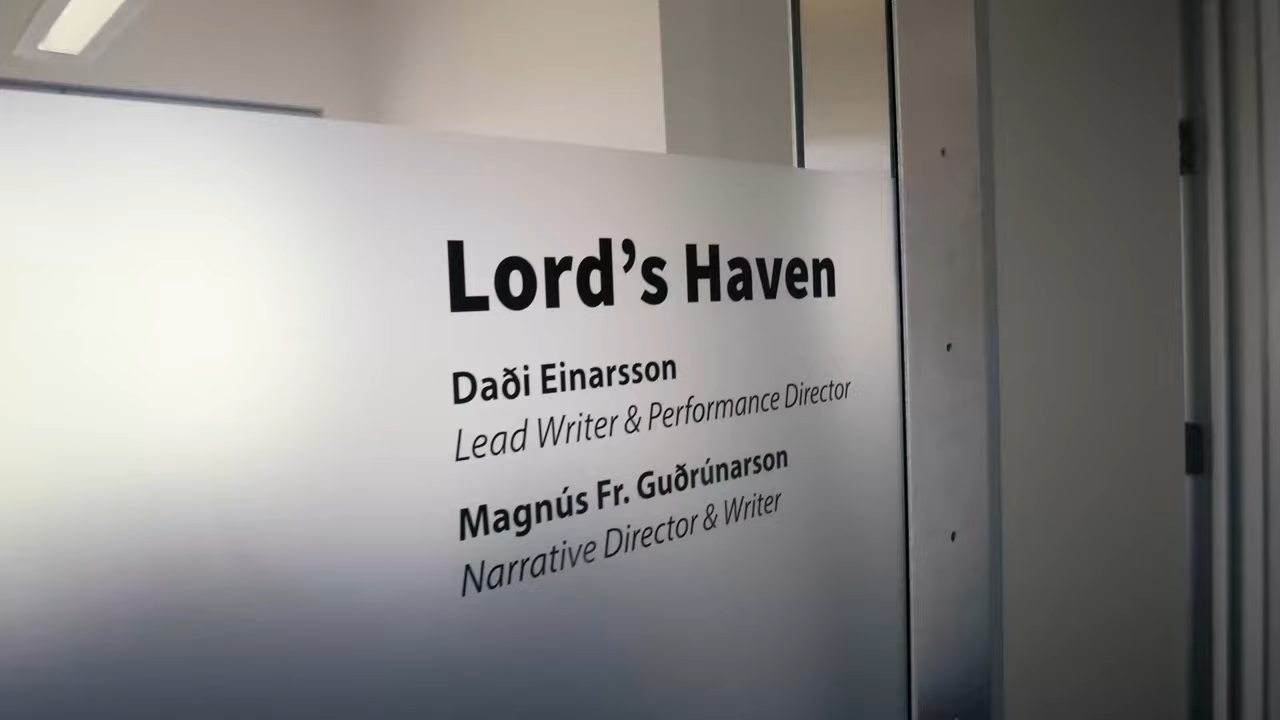 Lord’s Haven
Daði Einarsson
Lead Writer & Performance Director
Magnús Fr. Guðrúnarson
Narrative Director & Writer